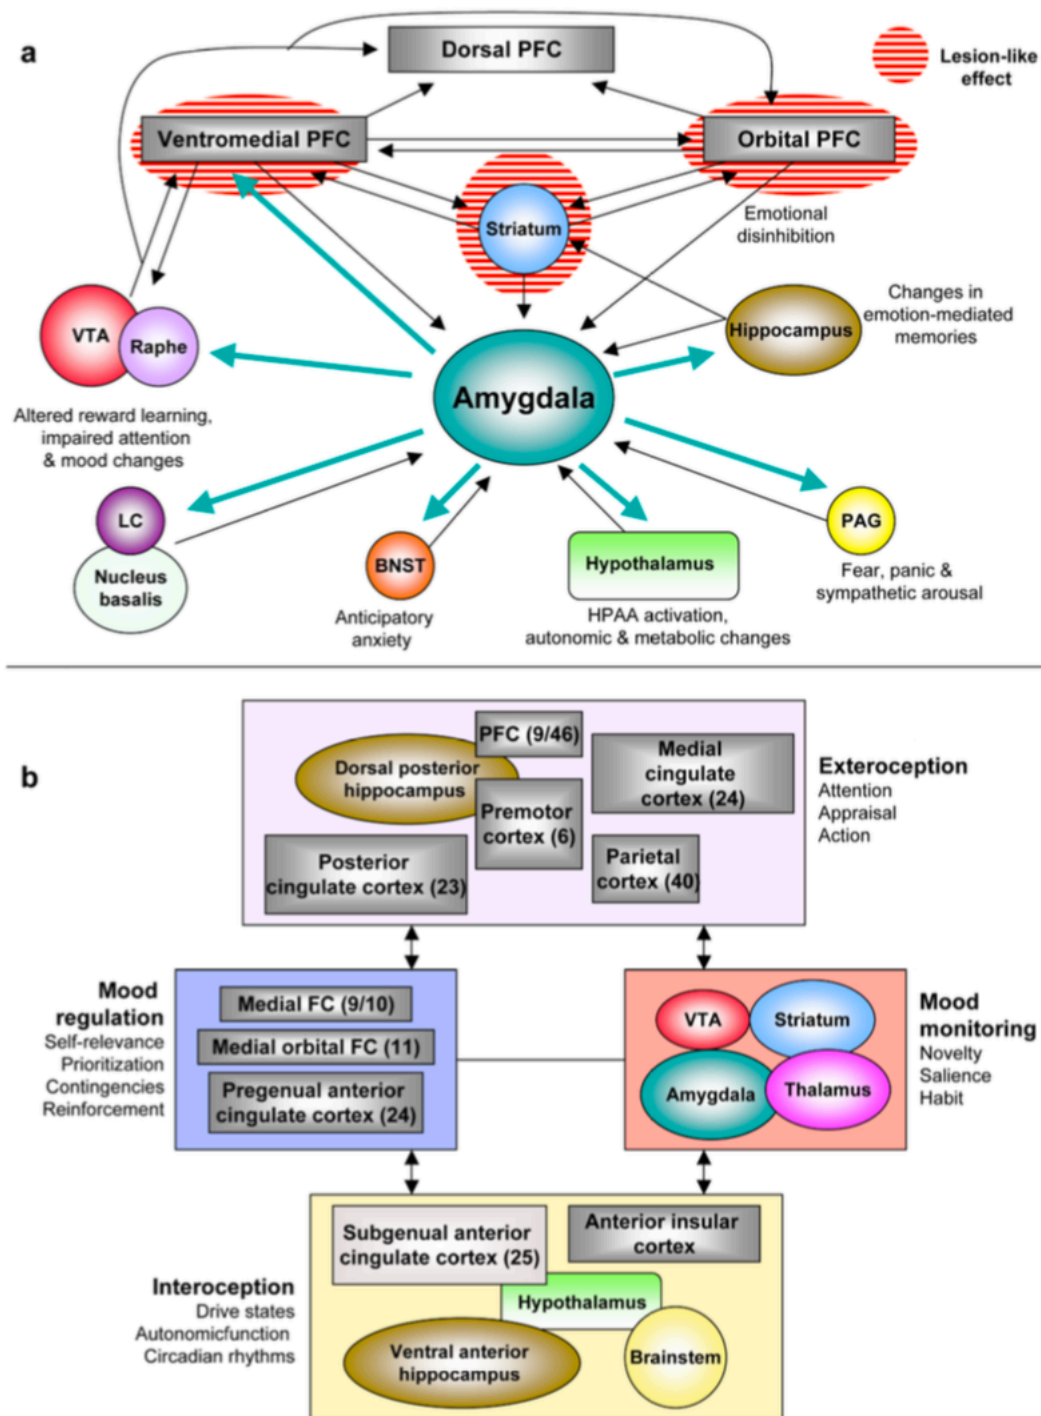 a
Dorsal PFC
Lesion-like
effect
Ventromedial PFC
Orbital PFC
Striatum
Emotional
disinhibition
VTA
Raphe
Hippocampus
Changes in
emotion-mediated
memories
Amygdala
Altered reward learning,
impaired attention
& mood changes
LC
Nucleus
basalis
BNST
Anticipatory
anxiety
Hypothalamus
HPAA activation,
autonomic & metabolic changes
PAG
Fear, panic &
sympathetic arousal
b
PFC (9/46)
Dorsal posterior
hippocampus
Medial
cingulate
cortex (24)
Premotor
cortex (6)
Posterior
cingulate cortex (23)
Parietal
cortex (40)
Exteroception
Attention
Appraisal
Action
Mood
regulation
Self-relevance
Prioritization
Contingencies
Reinforcement
Medial FC (9/10)
Medial orbital FC (11)
Pregenual anterior
cingulate cortex (24)
VTA
Striatum
Amygdala
Thalamus
Mood
monitoring
Novelty
Salience
Habit
Interoception
Drive states
Autonomicfunction
Circadian rhythms
Subgenual anterior
cingulate cortex (25)
Anterior insular
cortex
Hypothalamus
Ventral anterior
hippocampus
Brainstem